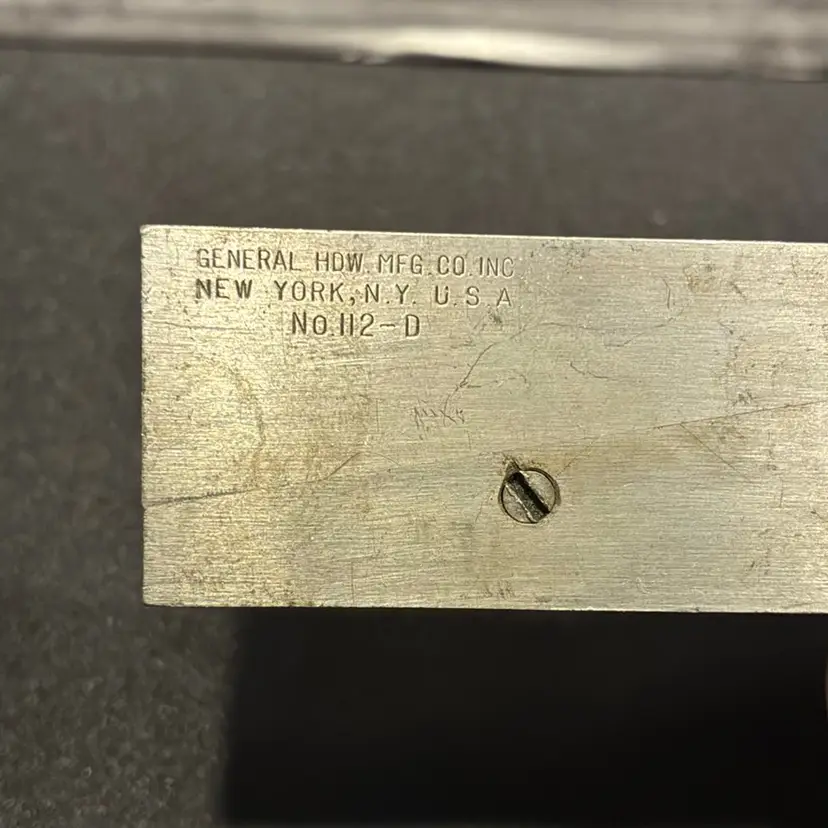 GENERAL HDW. MFG. CO. INC
NEW YORK, N.Y. U.S.A
No. 112-D